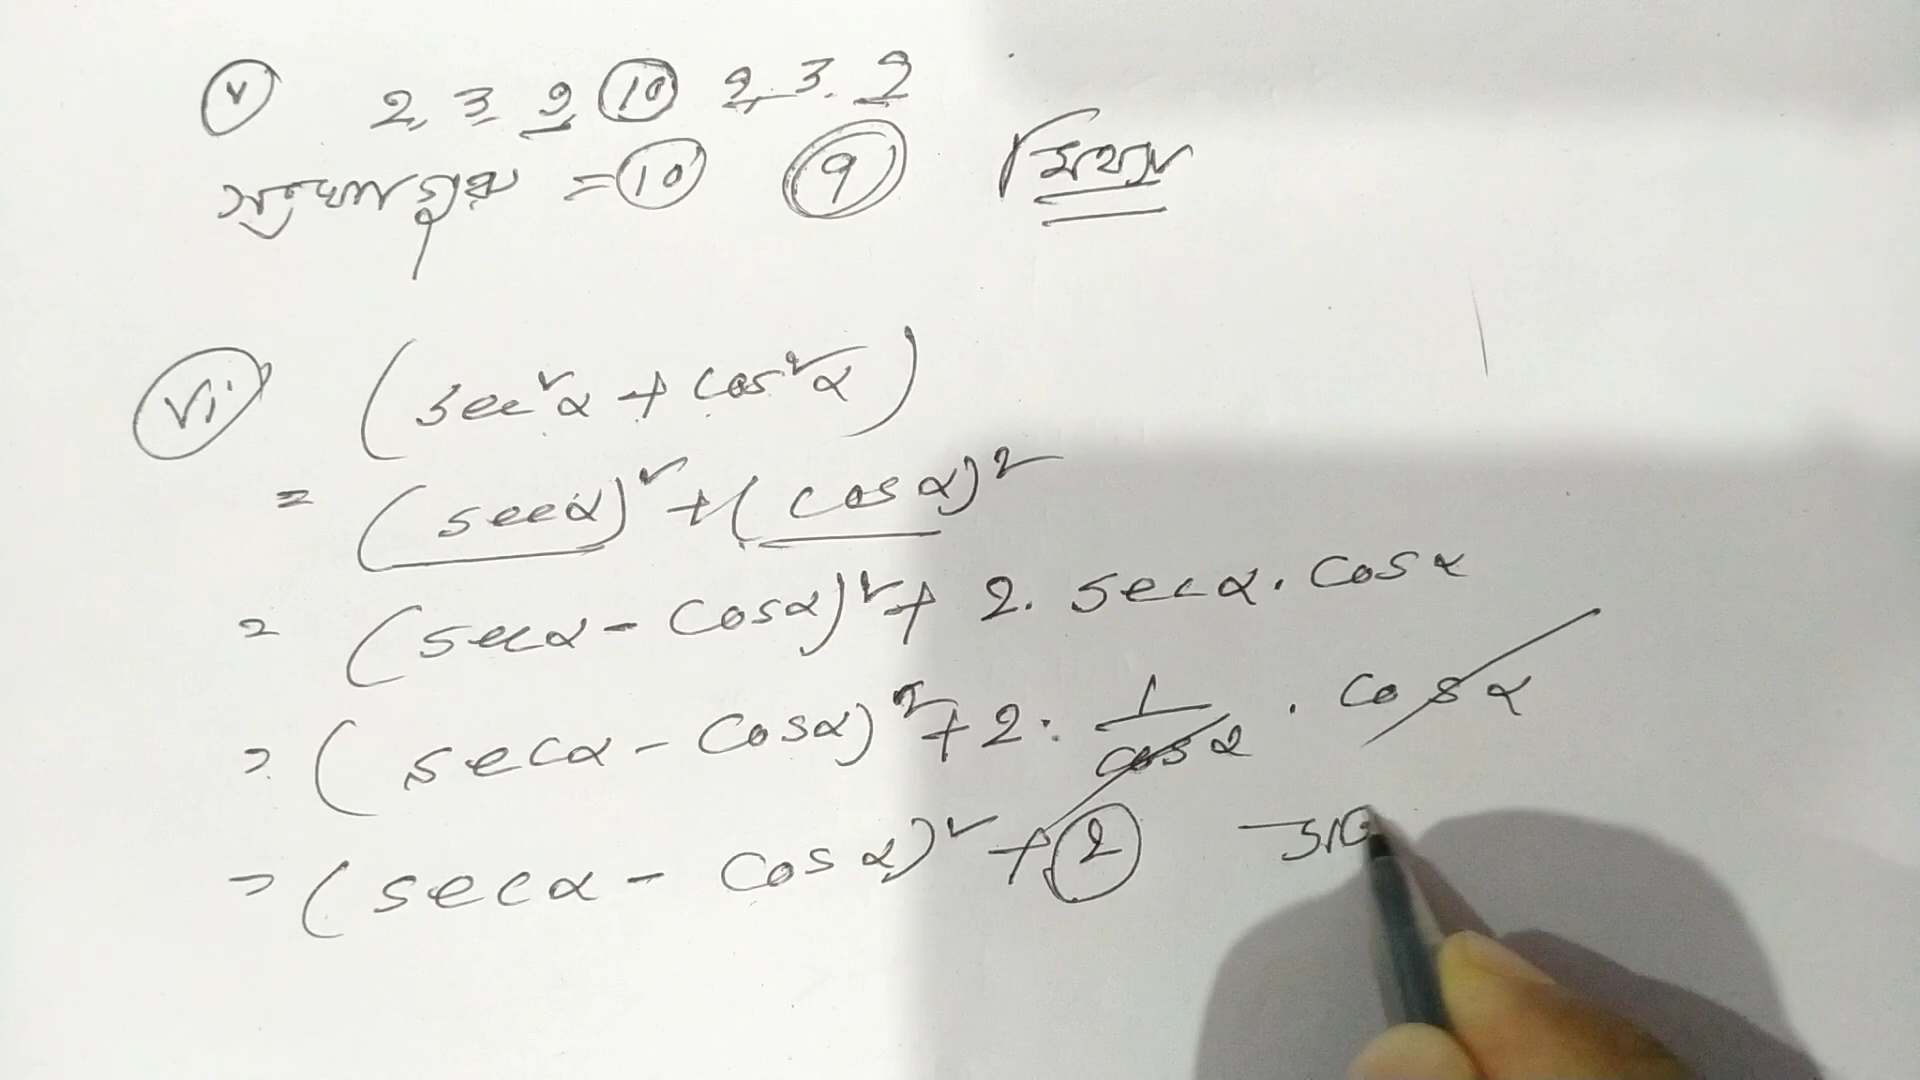 (v) 2, 3, 9, (10) 9, 3. 2
সংখ্যাগুরু = (10) (9) মিথ্যা
(vi) (sec²α + cos²α)
= (secα)² + (cosα)²
= (secα - cosα)² + 2. secα. cosα
= (secα - cosα)² + 2. 1/cosα . cosα
= (secα - cosα)² + (2)